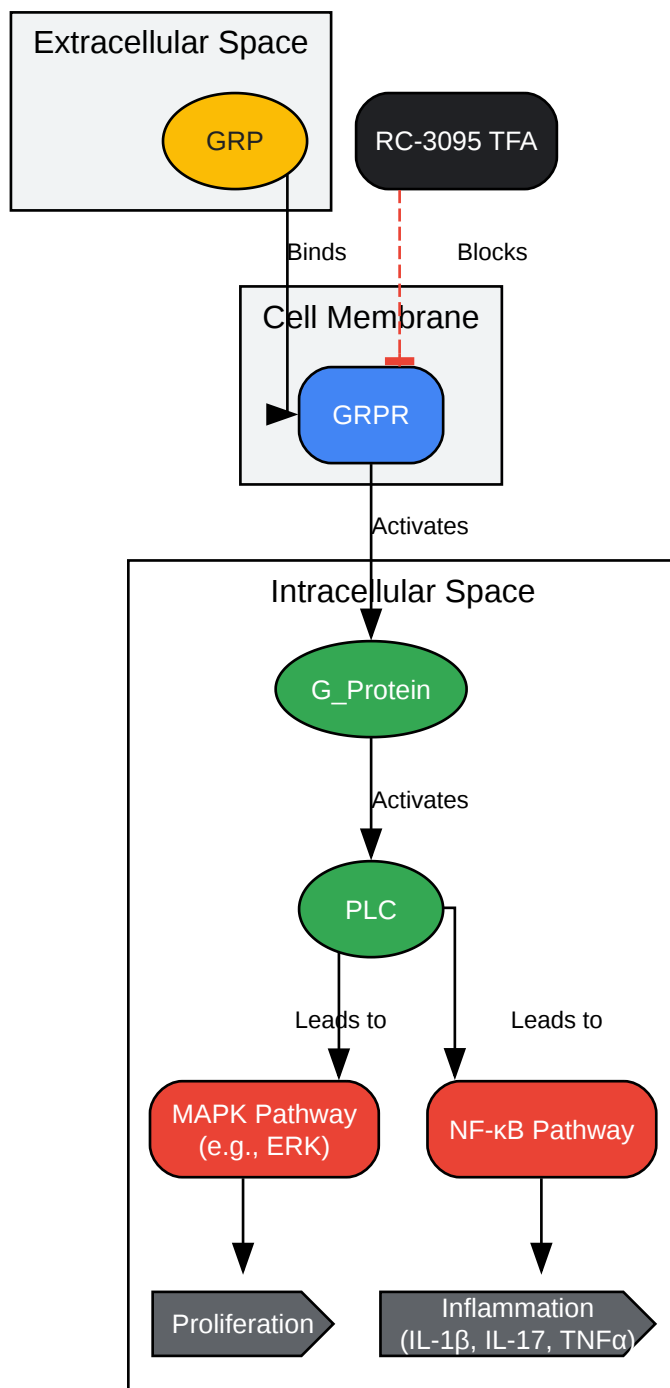 Extracellular Space
GRP
RC-3095 TFA
Binds
Blocks
Cell Membrane
GRPR
Activates
Intracellular Space
G_Protein
Activates
PLC
Leads to
Leads to
MAPK Pathway
(e.g., ERK)
NF-κB Pathway
Proliferation
Inflammation
(IL-1β, IL-17, TNFα)